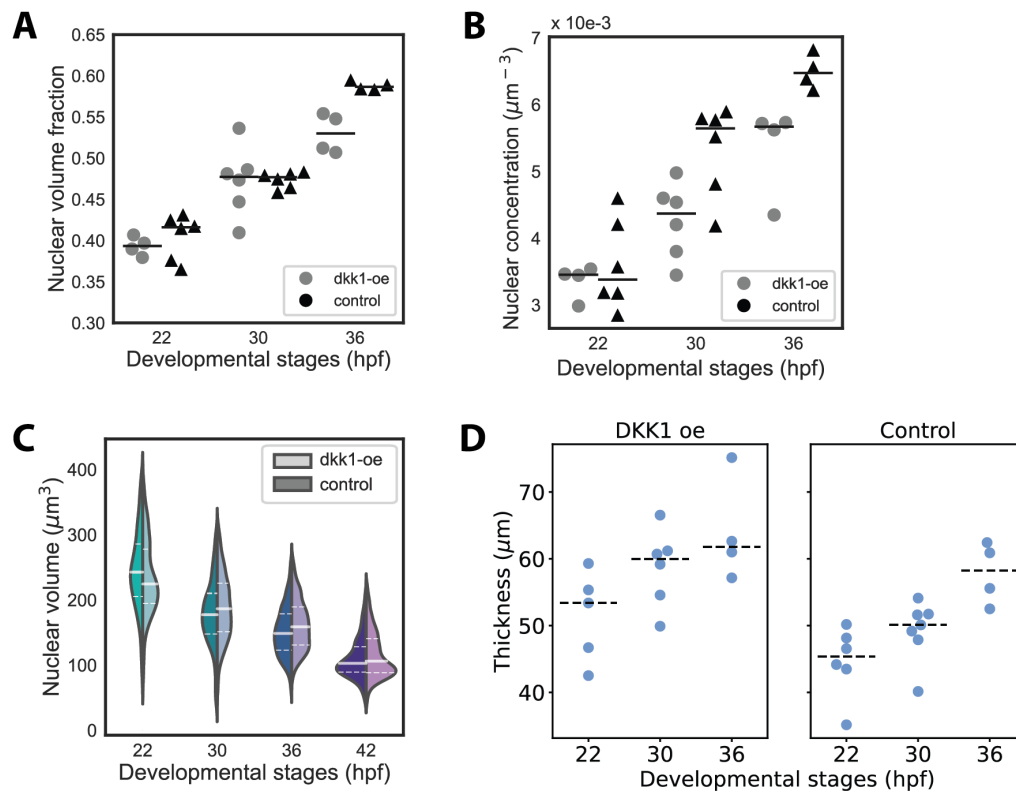 A
0.65
0.60
0.55
0.50
0.45
0.40
0.35
0.30
Nuclear volume fraction
dkk1-oe
control
22 30 36
Developmental stages (hpf)
B
x 10e-3
7
6
5
4
3
Nuclear concentration (μm⁻³)
dkk1-oe
control
22 30 36
Developmental stages (hpf)
C
400
300
200
100
0
Nuclear volume (μm³)
dkk1-oe
control
22 30 36 42
Developmental stages (hpf)
D
DKK1 oe Control
70
60
50
40
Thickness (μm)
22 30 36 22 30 36
Developmental stages (hpf)